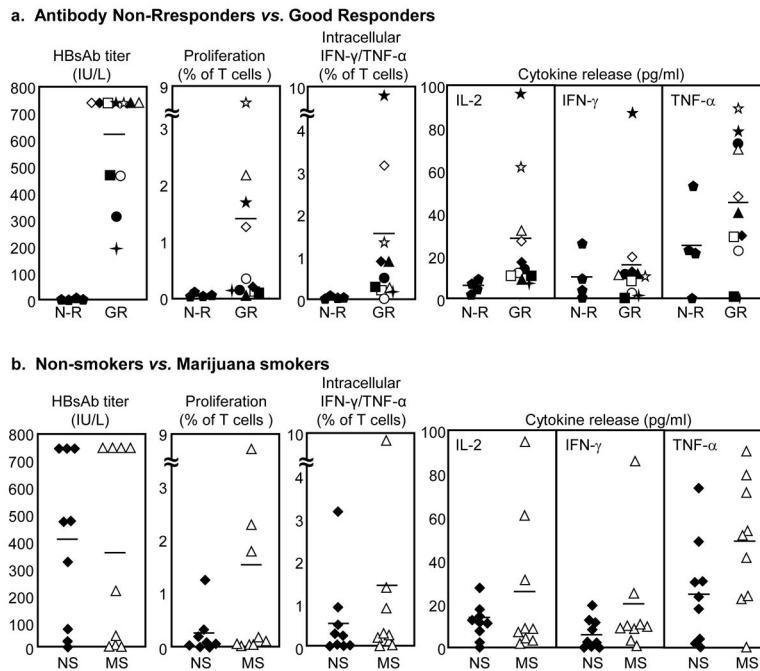 a. Antibody Non-Rresponders vs. Good Responders
HBsAb titer
(IU/L)
Proliferation
(% of T cells )
Intracellular
IFN-γ/TNF-α
(% of T cells)
Cytokine release (pg/ml)
800
700
600
500
400
300
200
100
0
9
3
2
1
0
10
4
3
2
1
0
100
80
60
40
20
0
IL-2
IFN-γ
TNF-α
N-R GR
N-R GR
N-R GR
N-R GR
N-R GR
N-R GR
b. Non-smokers vs. Marijuana smokers
HBsAb titer
(IU/L)
Proliferation
(% of T cells )
Intracellular
IFN-γ/TNF-α
(% of T cells)
Cytokine release (pg/ml)
800
700
600
500
400
300
200
100
0
9
3
2
1
0
10
4
3
2
1
0
100
80
60
40
20
0
IL-2
IFN-γ
TNF-α
NS MS
NS MS
NS MS
NS MS
NS MS
NS MS